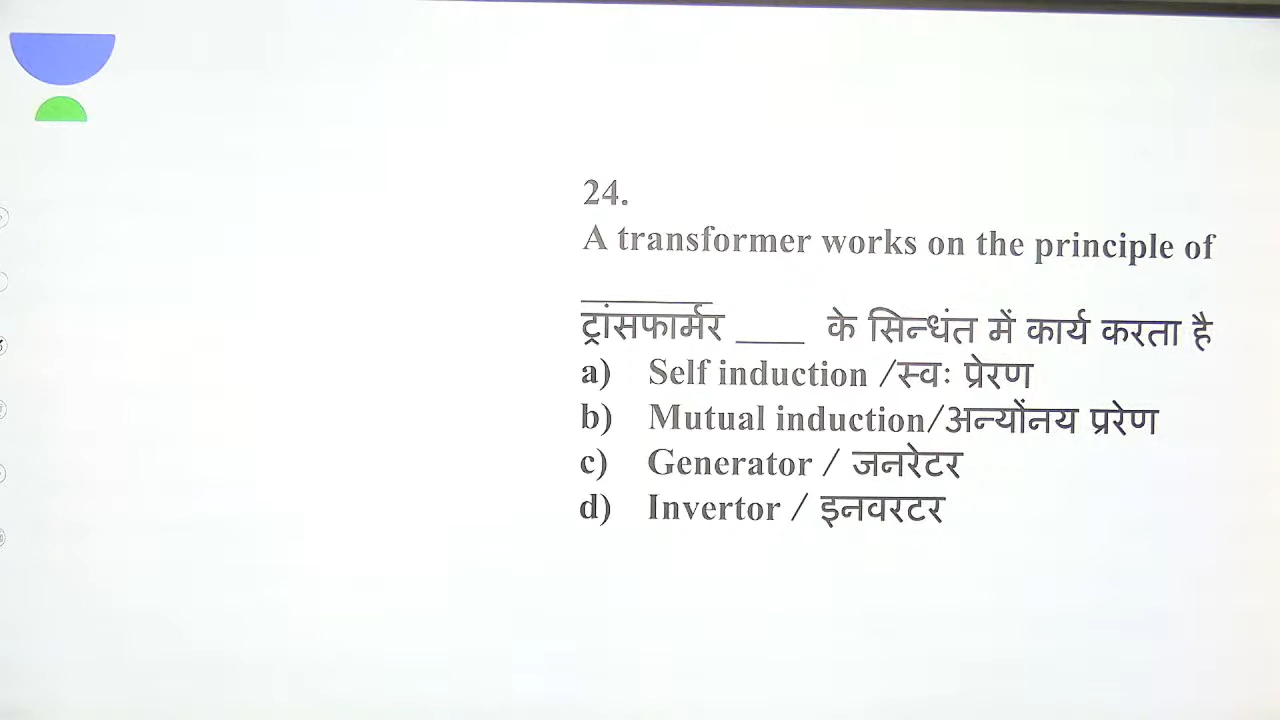 24.
A transformer works on the principle of
________
ट्रांसफार्मर ____ के सिन्धंत में कार्य करता है
a) Self induction /स्वः प्रेरण
b) Mutual induction/अन्योंनय प्ररेण
c) Generator / जनरेटर
d) Invertor / इनवरटर